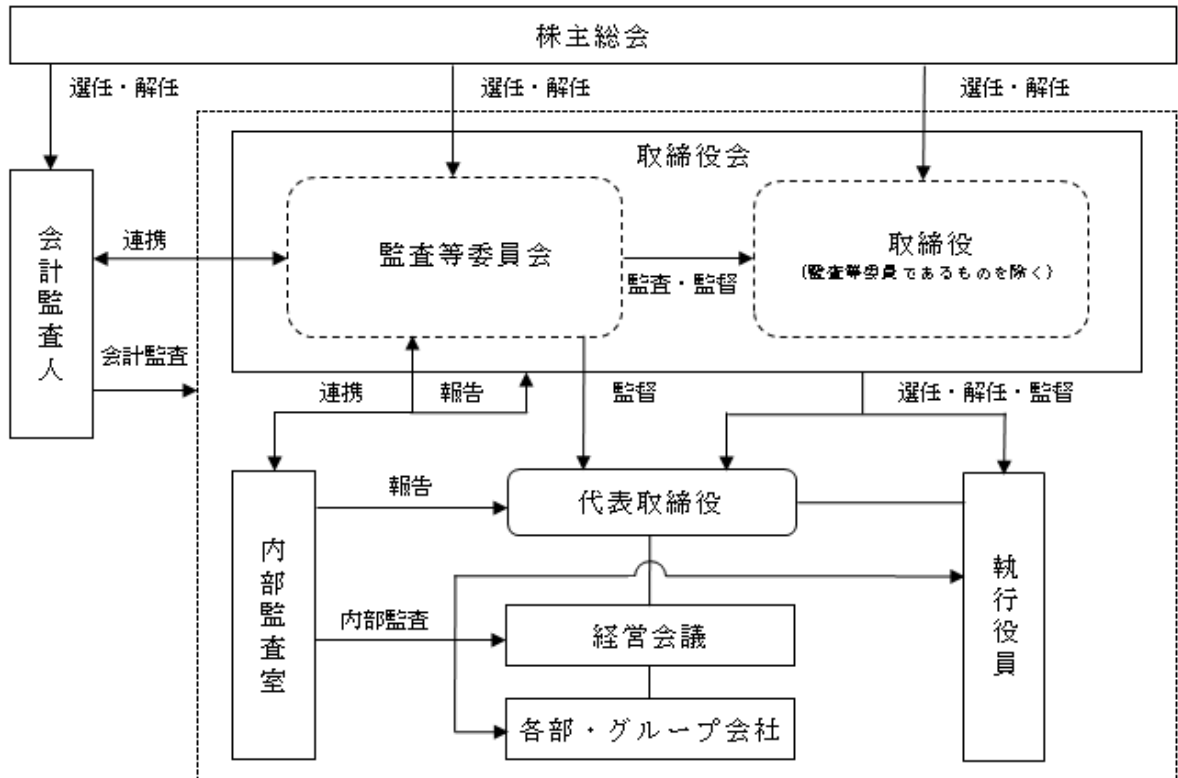 株主総会
選任・解任
選任・解任
選任・解任
取締役会
会計監査人
連携
監査等委員会
監査・監督
取締役
(監査等委員であるものを除く)
会計監査
連携
報告
監督
選任・解任・監督
内部監査室
報告
代表取締役
執行役員
内部監査
経営会議
各部・グループ会社